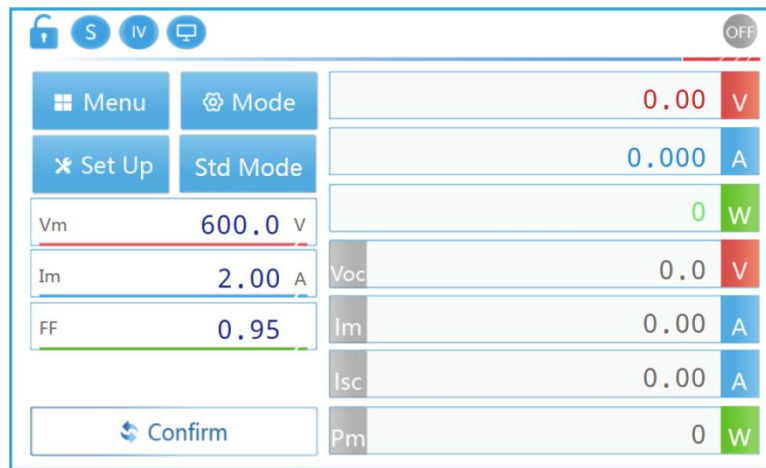 S IV OFF
Menu Mode 0.00 V
Set Up Std Mode 0.000 A
Vm 600.0 V 0 W
Im 2.00 A Voc 0.0 V
FF 0.95 Im 0.00 A
Isc 0.00 A
Confirm Pm 0 W